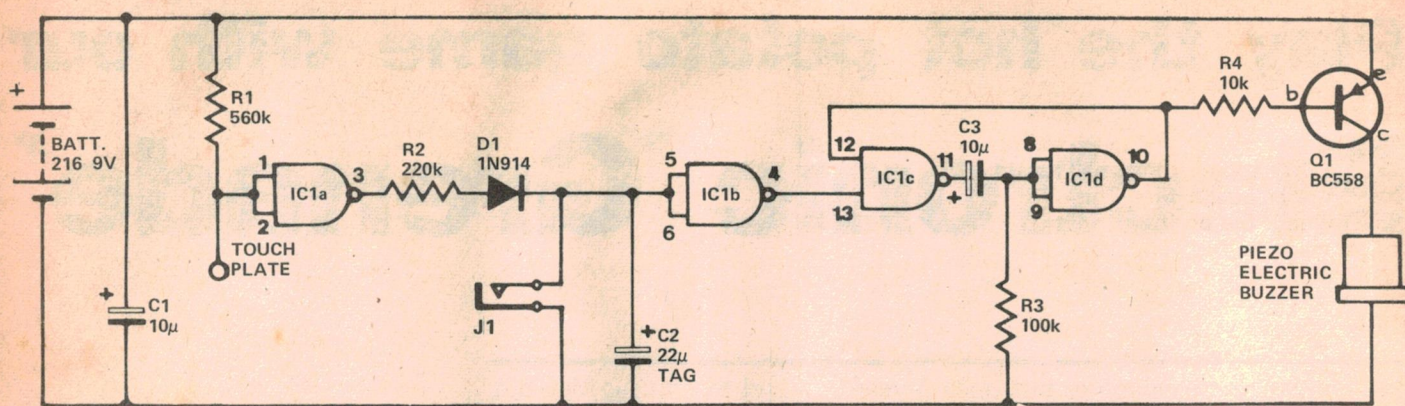 +
BATT.
216 9V
+
C1
10µ
R1
560k
TOUCH
PLATE
1
2
IC1a
3
R2
220k
D1
1N914
J1
+
C2
22µ
TAG
5
6
IC1b
4
12
13
IC1c
11
C3
10µ
+
R3
100k
8
9
IC1d
10
R4
10k
b
e
c
Q1
BC558
PIEZO
ELECTRIC
BUZZER